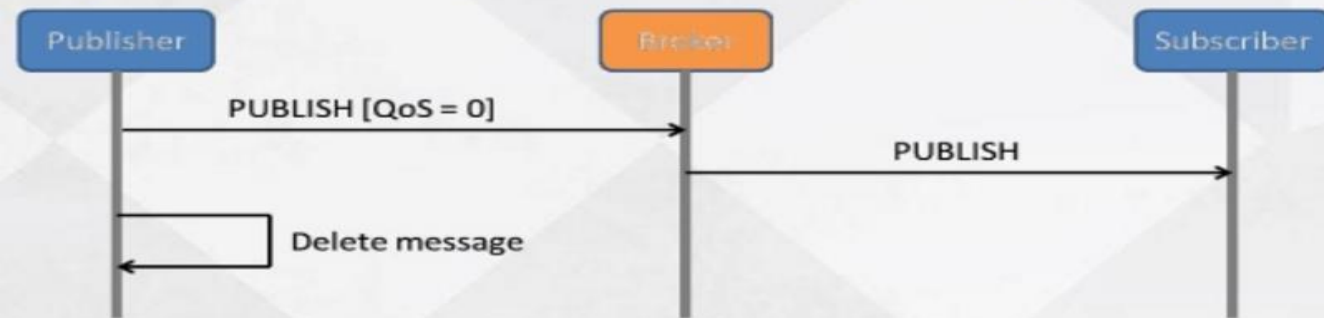 Publisher
Broker
Subscriber
PUBLISH [QoS = 0]
PUBLISH
Delete message